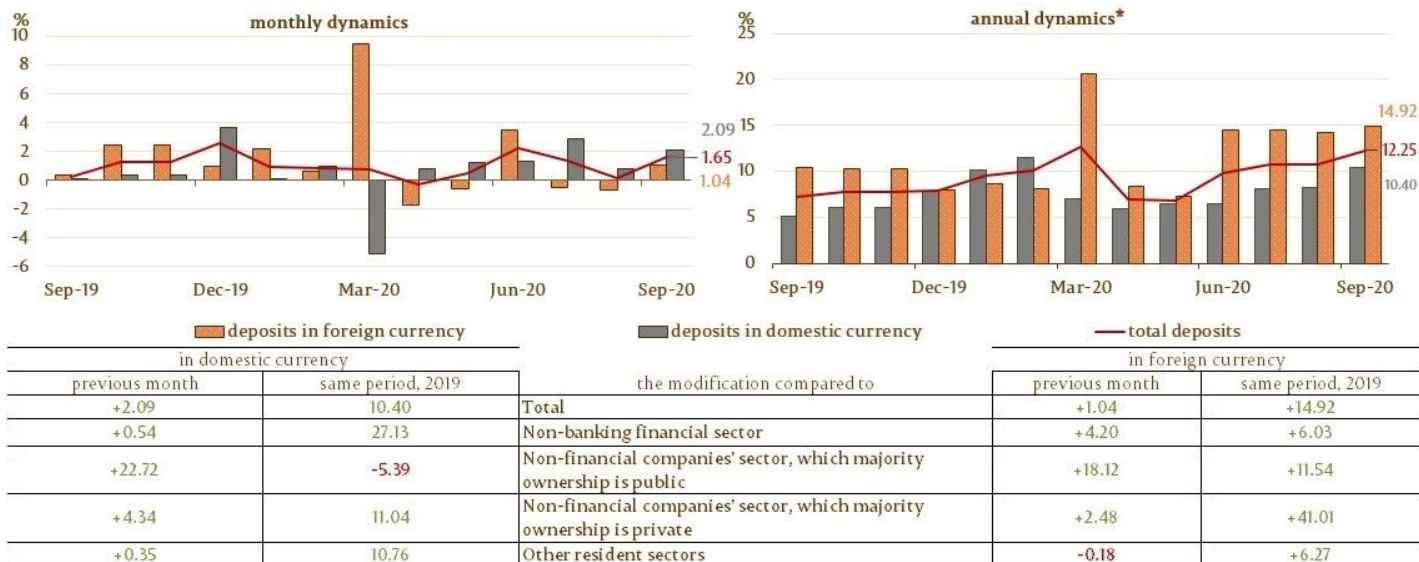 monthly dynamics
%
10
8
6
4
2
0
-2
-4
-6
2.09
1.65
1.04
Sep-19 Dec-19 Mar-20 Jun-20 Sep-20
annual dynamics*
%
25
20
15
10
5
0
14.92
12.25
10.40
Sep-19 Dec-19 Mar-20 Jun-20 Sep-20
deposits in foreign currency deposits in domestic currency total deposits
in domestic currency in foreign currency
previous month same period, 2019 the modification compared to previous month same period, 2019
+2.09 10.40 Total +1.04 +14.92
+0.54 27.13 Non-banking financial sector +4.20 +6.03
+22.72 -5.39 Non-financial companies' sector, which majority
ownership is public +18.12 +11.54
+4.34 11.04 Non-financial companies' sector, which majority
ownership is private +2.48 +41.01
+0.35 10.76 Other resident sectors -0.18 +6.27